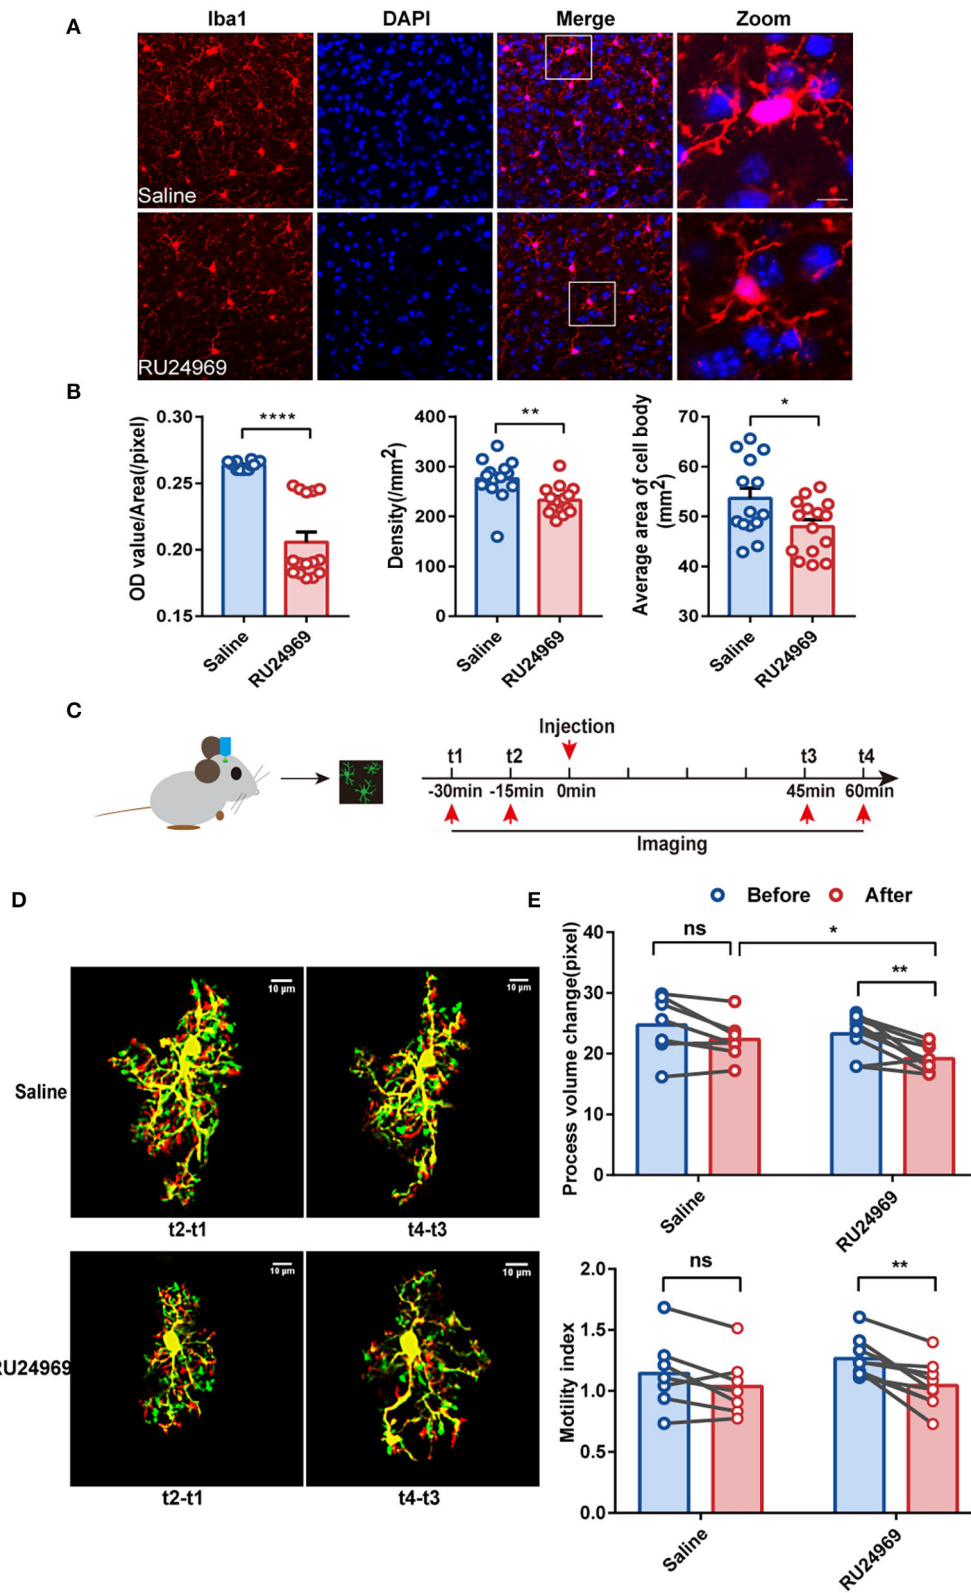 A
Iba1 DAPI Merge Zoom
Saline
RU24969
B
OD value/Area(/pixel)
0.30
0.25
0.20
0.15
****
Saline
RU24969
Density(/mm2)
400
300
200
100
0
**
Saline
RU24969
Average area of cell body
(mm2)
70
60
50
40
30
*
Saline
RU24969
C
Injection
t1 t2 t3 t4
-30min -15min 0min 45min 60min
Imaging
D
Saline
10 µm
10 µm
t2-t1 t4-t3
RU24969
10 µm
10 µm
t2-t1 t4-t3
E
Before After
Process volume change(pixel)
40
30
20
10
0
ns
*
**
Saline
RU24969
Motility index
2.0
1.5
1.0
0.5
0.0
ns
**
Saline
RU24969